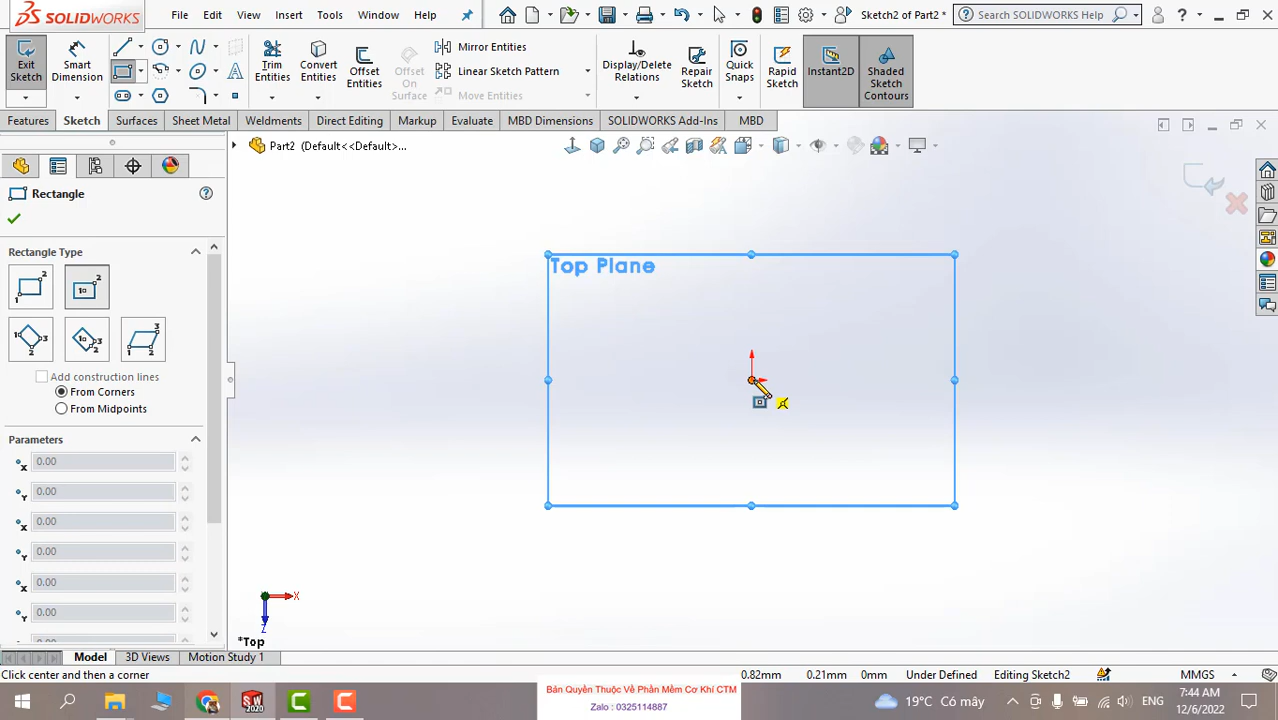 SOLIDWORKS File Edit View Insert Tools Window Help Sketch2 of Part2 * Search SOLIDWORKS Help ?
Exit Sketch
Smart Dimension
Trim Entities
Convert Entities
Offset Entities
Offset On Surface
Mirror Entities
Linear Sketch Pattern
Move Entities
Display/Delete Relations
Repair Sketch
Quick Snaps
Rapid Sketch
Instant2D
Shaded Sketch Contours
Features Sketch Surfaces Sheet Metal Weldments Direct Editing Markup Evaluate MBD Dimensions SOLIDWORKS Add-Ins MBD
Part2 (Default<<Default>...
Rectangle
Rectangle Type
Add construction lines
From Corners
From Midpoints
Parameters
0.00
0.00
0.00
0.00
0.00
0.00
0.00
Top Plane
X
Z
*Top
Model 3D Views Motion Study 1
Click center and then a corner 0.82mm 0.21mm 0mm Under Defined Editing Sketch2 MMGS
SW 2020
Bản Quyền Thuộc Về Phần Mềm Cơ Khí CTM
Zalo : 0325114887
19°C Có mây
ENG
7:44 AM
12/6/2022